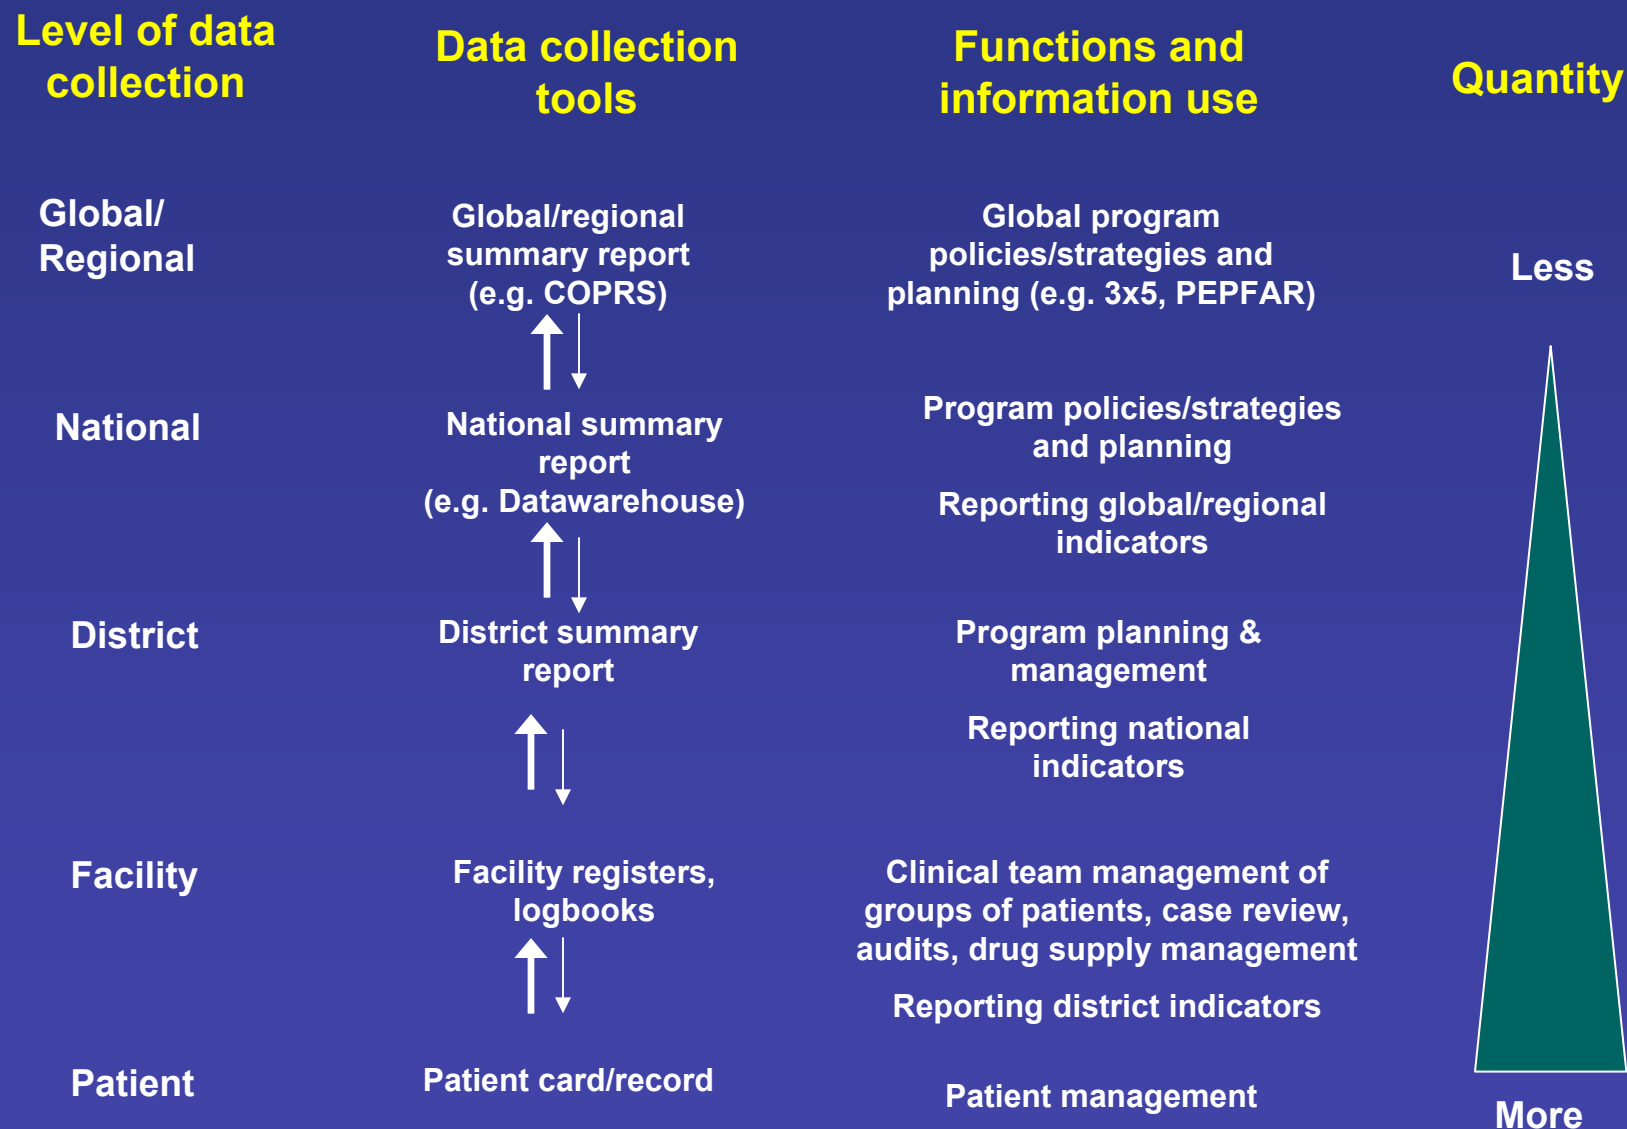 Level of data
collection
Data collection
tools
Functions and
information use
Quantity
Global/
Regional
Global/regional
summary report
(e.g. COPRS)
Global program
policies/strategies and
planning (e.g. 3x5, PEPFAR)
Less
National
National summary
report
(e.g. Datawarehouse)
Program policies/strategies
and planning
Reporting global/regional
indicators
District
District summary
report
Program planning &
management
Reporting national
indicators
Facility
Facility registers,
logbooks
Clinical team management of
groups of patients, case review,
audits, drug supply management
Reporting district indicators
Patient
Patient card/record
Patient management
More